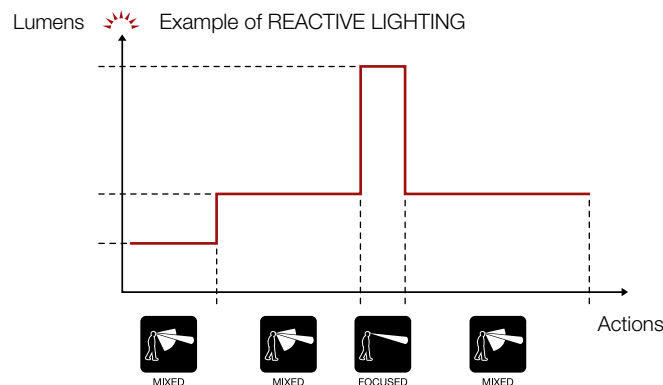 Lumens
Example of REACTIVE LIGHTING
Actions
MIXED
MIXED
FOCUSED
MIXED